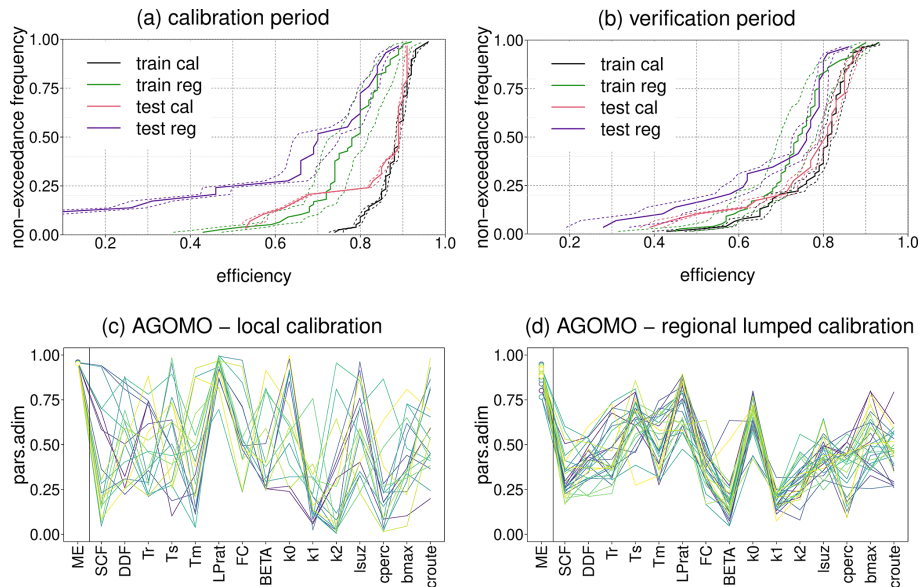 (a) calibration period
non−exceedance frequency
1.00
0.75
0.50
0.25
0.00
train cal
train reg
test cal
test reg
0.2
0.4
0.6
0.8
1.0
efficiency
(b) verification period
non−exceedance frequency
1.00
0.75
0.50
0.25
0.00
train cal
train reg
test cal
test reg
0.2
0.4
0.6
0.8
1.0
efficiency
(c) AGOMO − local calibration
pars.adim
1.00
0.75
0.50
0.25
0.00
ME
SCF
DDF
Tr
Ts
Tm
LPrat
FC
BETA
k0
k1
k2
lsuz
cperc
bmax
croute
(d) AGOMO − regional lumped calibration
pars.adim
1.00
0.75
0.50
0.25
0.00
ME
SCF
DDF
Tr
Ts
Tm
LPrat
FC
BETA
k0
k1
k2
lsuz
cperc
bmax
croute